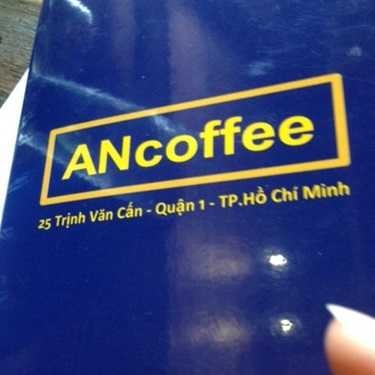 ANcoffee
25 Trịnh Văn Cấn - Quận 1 - TP.Hồ Chí Minh